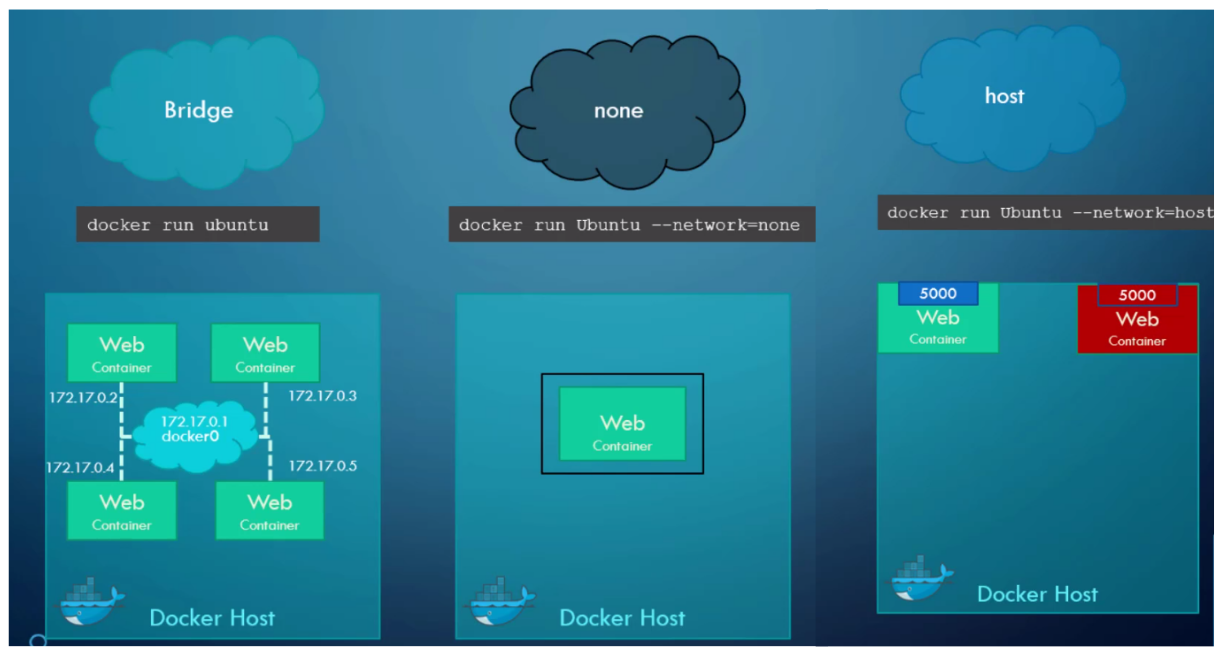 Bridge
docker run ubuntu
Web
Container
Web
Container
172.17.0.2
172.17.0.3
172.17.0.1
docker0
172.17.0.4
172.17.0.5
Web
Container
Web
Container
Docker Host
none
docker run Ubuntu --network=none
Web
Container
Docker Host
host
docker run Ubuntu --network=host
5000
Web
Container
5000
Web
Container
Docker Host